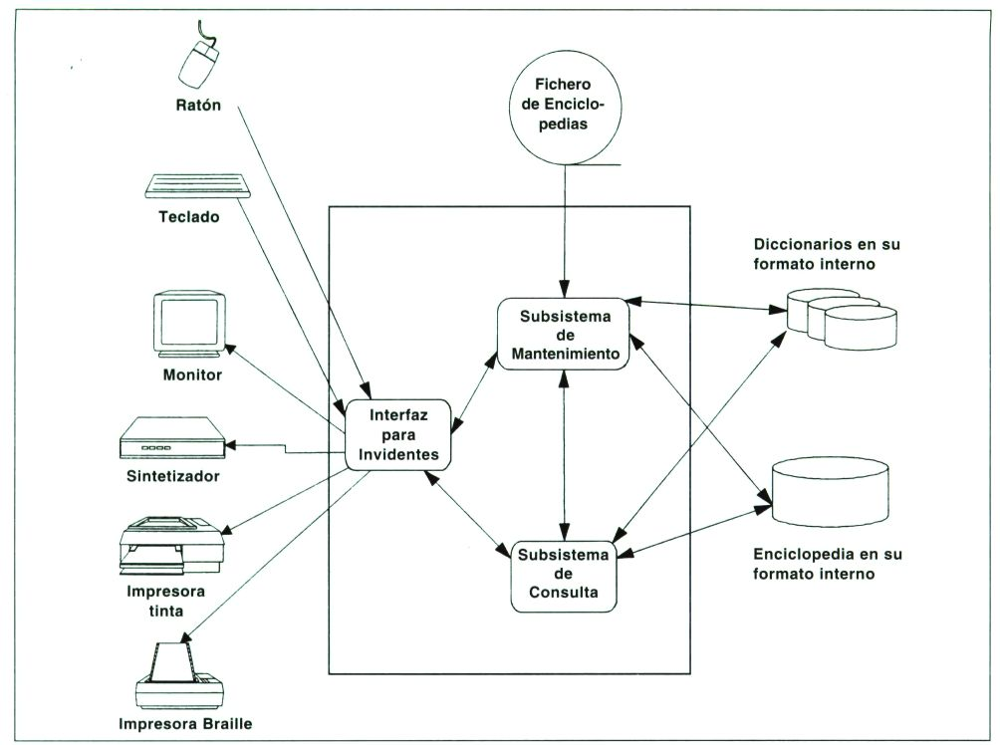 Ratón
Fichero
de Enciclo-
pedias
Teclado
Diccionarios en su
formato interno
Subsistema
de
Mantenimiento
Monitor
Interfaz
para
Invidentes
Sintetizador
Subsistema
de
Consulta
Enciclopedia en su
formato interno
Impresora
tinta
Impresora Braille